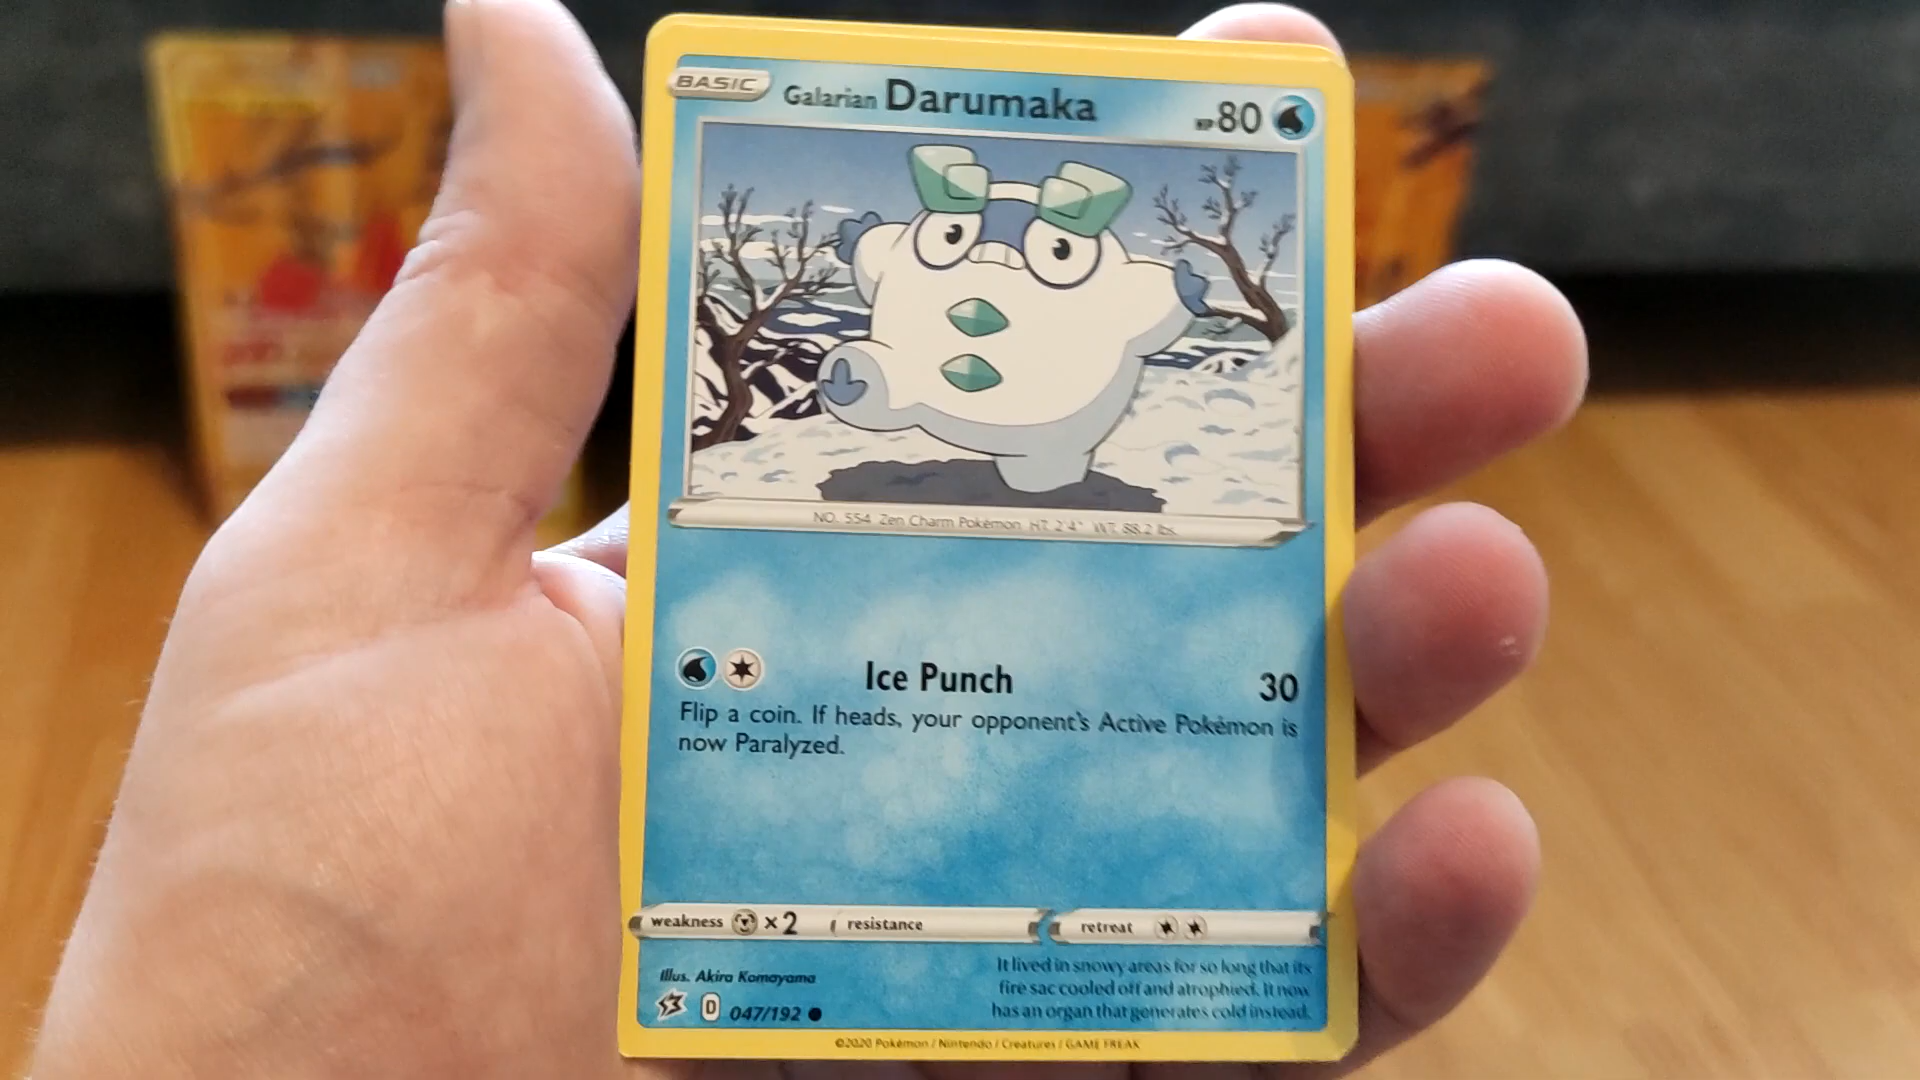 BASIC Galarian Darumaka HP 80
NO. 554 Zen Charm Pokémon HT. 2'4" WT. 88.2 lbs.
Ice Punch 30
Flip a coin. If heads, your opponent's Active Pokémon is
now Paralyzed.
weakness ×2 resistance retreat
Illus. Akira Komayama
It lived in snowy areas for so long that its
fire sac cooled off and atrophied. It now
has an organ that generates cold instead.
D 047/192
©2020 Pokémon / Nintendo / Creatures / GAME FREAK